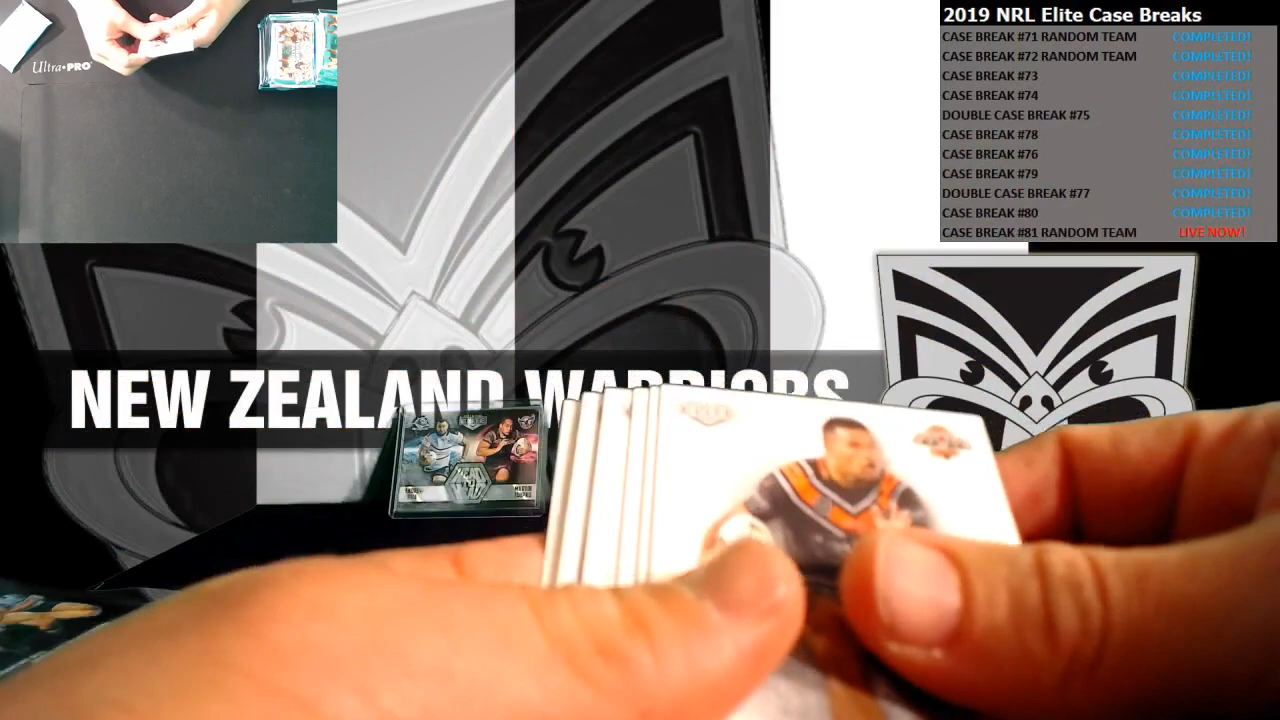 Ultra•PRO
2019 NRL Elite Case Breaks
CASE BREAK #71 RANDOM TEAM COMPLETED!
CASE BREAK #72 RANDOM TEAM COMPLETED!
CASE BREAK #73 COMPLETED!
CASE BREAK #74 COMPLETED!
DOUBLE CASE BREAK #75 COMPLETED!
CASE BREAK #78 COMPLETED!
CASE BREAK #76 COMPLETED!
CASE BREAK #79 COMPLETED!
DOUBLE CASE BREAK #77 COMPLETED!
CASE BREAK #80 COMPLETED!
CASE BREAK #81 RANDOM TEAM LIVE NOW!
NEW ZEALAND WARRIORS